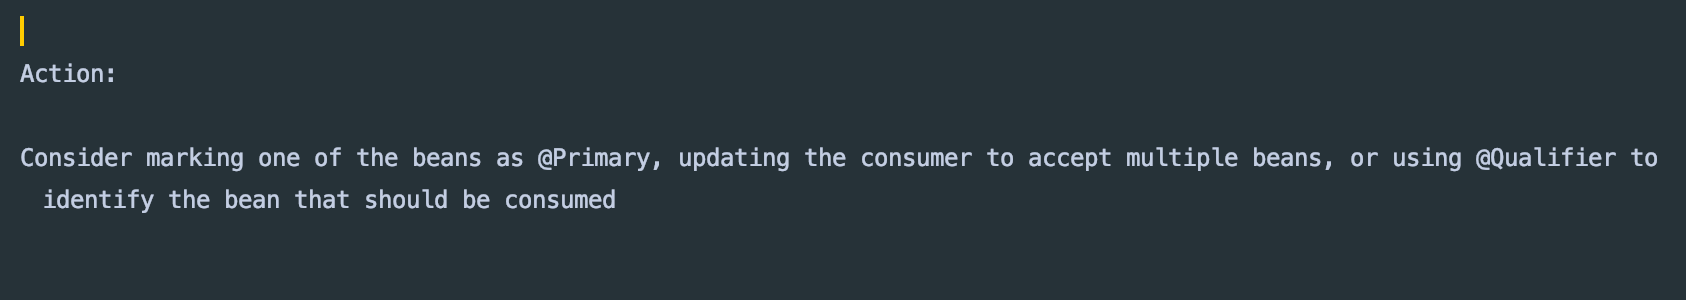 Action:
Consider marking one of the beans as @Primary, updating the consumer to accept multiple beans, or using @Qualifier to
identify the bean that should be consumed